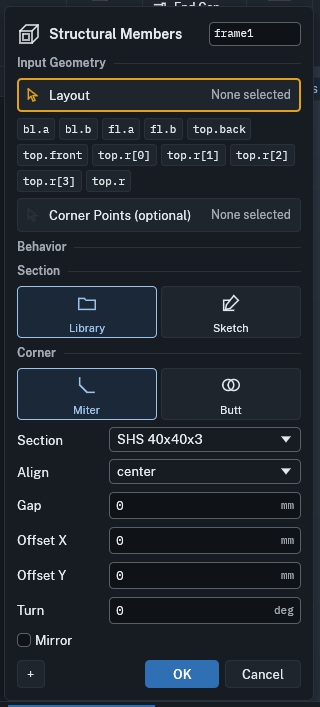 End Cap
Structural Members frame1
Input Geometry
Layout None selected
bl.a bl.b fl.a fl.b top.back
top.front top.r[0] top.r[1] top.r[2]
top.r[3] top.r
Corner Points (optional) None selected
Behavior
Section
Library Sketch
Corner
Miter Butt
Section SHS 40x40x3
Align center
Gap 0 mm
Offset X 0 mm
Offset Y 0 mm
Turn 0 deg
Mirror
+ OK Cancel